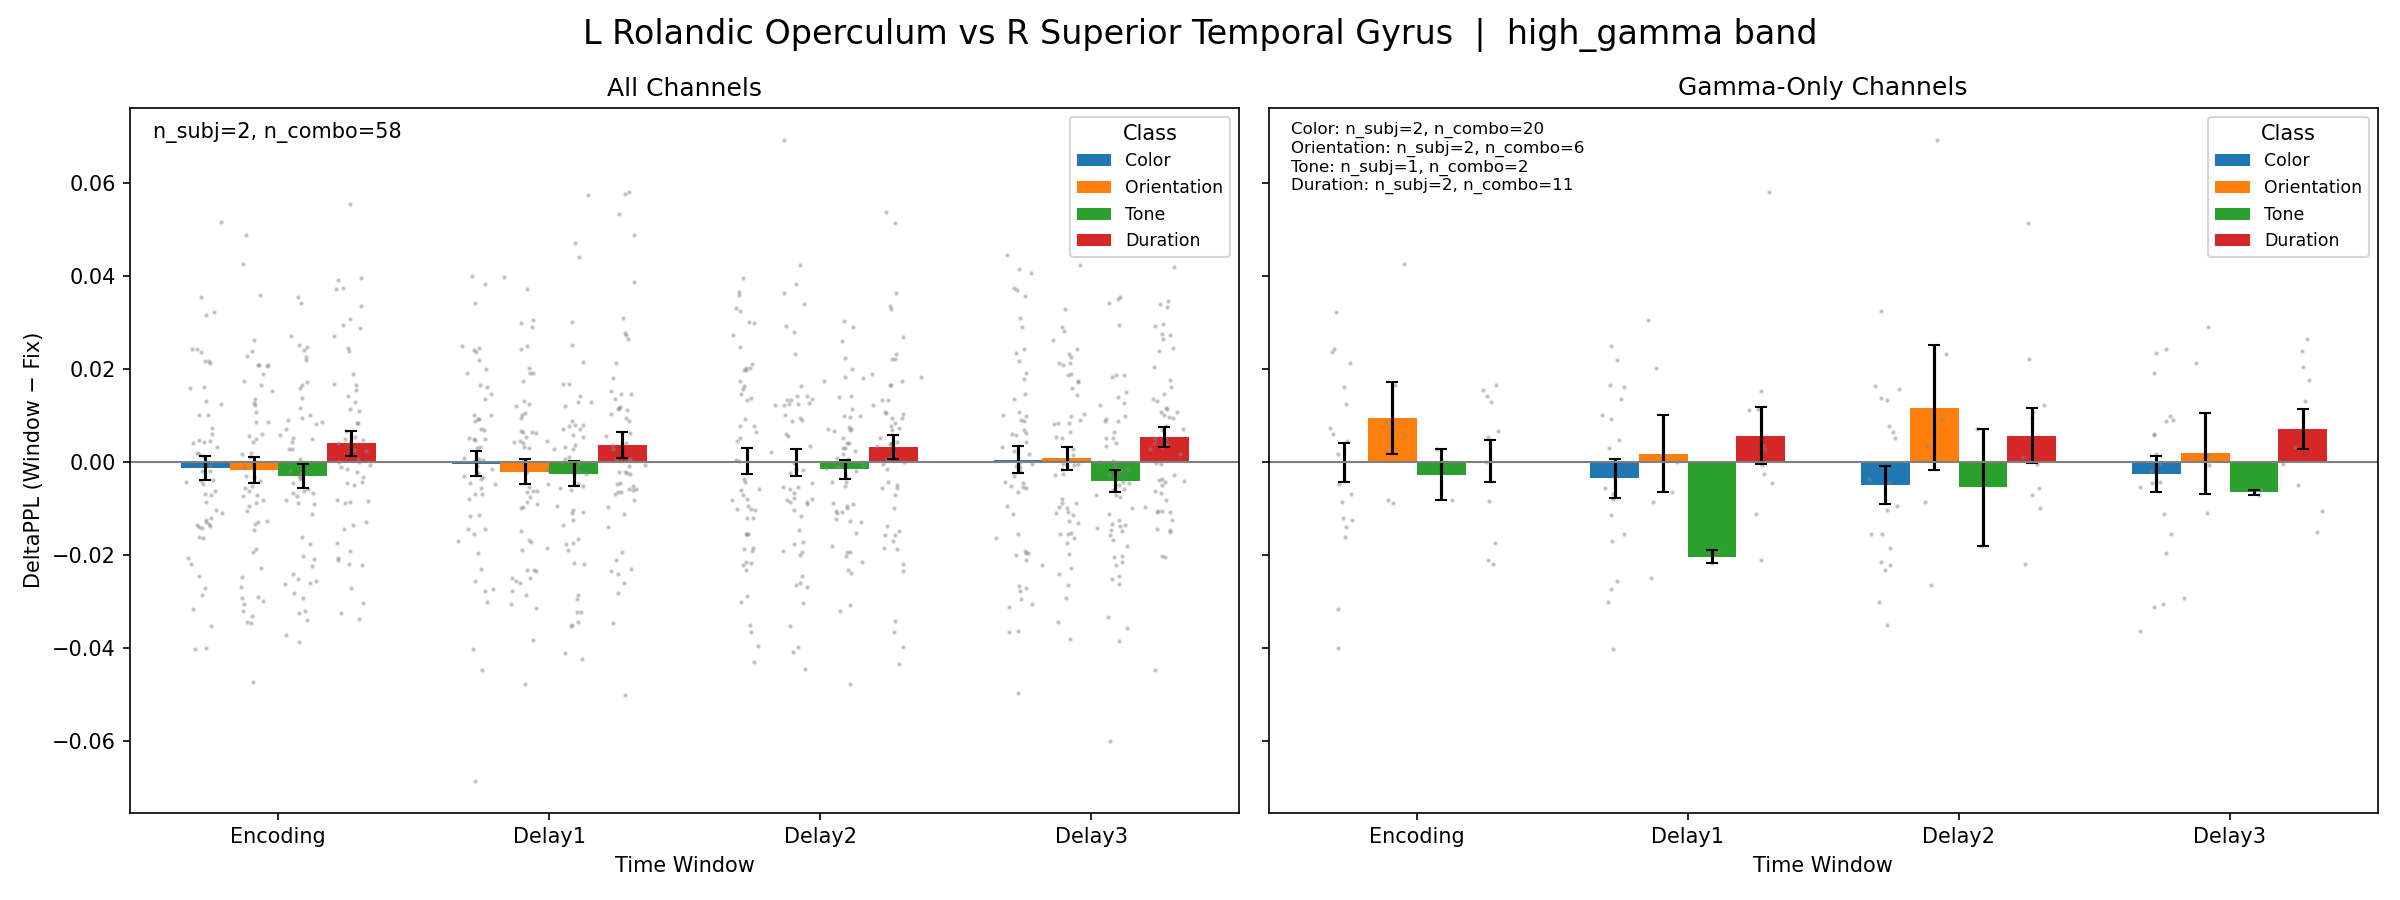 L Rolandic Operculum vs R Superior Temporal Gyrus | high_gamma band
All Channels
n_subj=2, n_combo=58
Class
Color
Orientation
Tone
Duration
0.06
0.04
0.02
0.00
−0.02
−0.04
−0.06
DeltaPPL (Window − Fix)
Encoding
Delay1
Delay2
Delay3
Time Window
Gamma-Only Channels
Color: n_subj=2, n_combo=20
Orientation: n_subj=2, n_combo=6
Tone: n_subj=1, n_combo=2
Duration: n_subj=2, n_combo=11
Class
Color
Orientation
Tone
Duration
Encoding
Delay1
Delay2
Delay3
Time Window